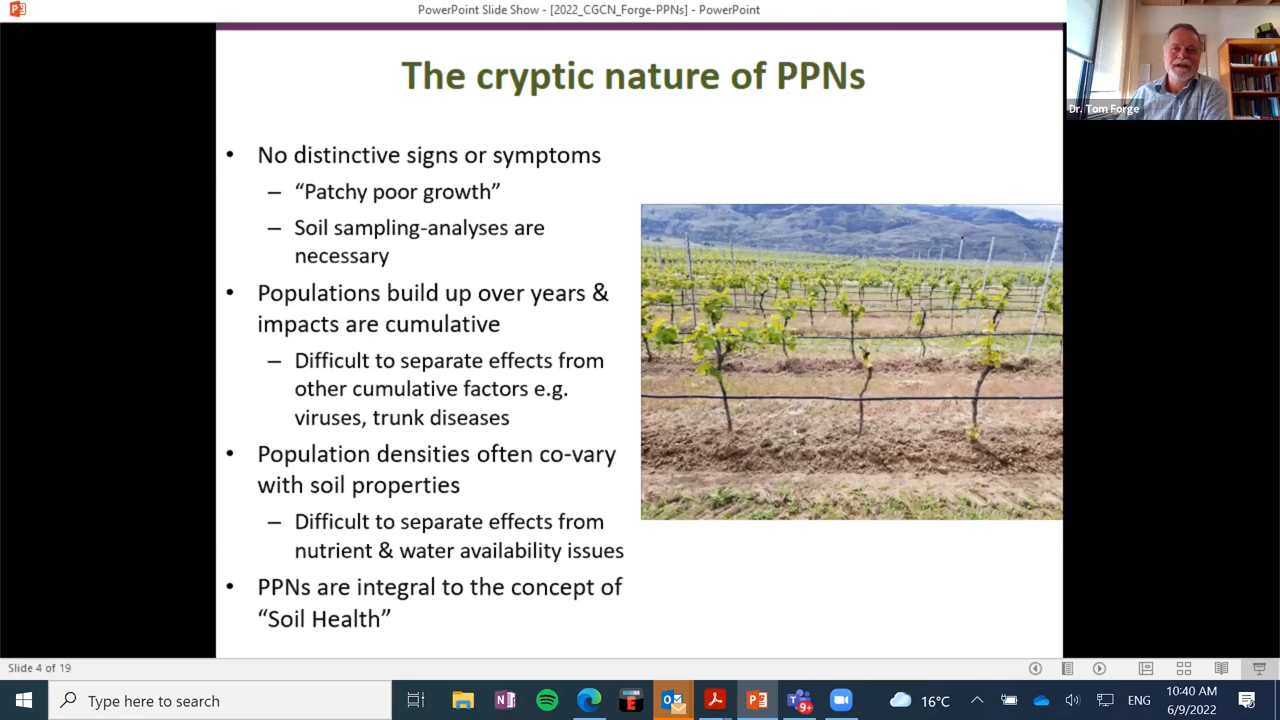 PowerPoint Slide Show - [2022_CGCN_Forge-PPNs] - PowerPoint
Dr. Tom Forge
The cryptic nature of PPNs
• No distinctive signs or symptoms
– “Patchy poor growth”
– Soil sampling-analyses are
necessary
• Populations build up over years &
impacts are cumulative
– Difficult to separate effects from
other cumulative factors e.g.
viruses, trunk diseases
• Population densities often co-vary
with soil properties
– Difficult to separate effects from
nutrient & water availability issues
• PPNs are integral to the concept of
“Soil Health”
Slide 4 of 19
Type here to search
9+
16°C
ENG
10:40 AM
6/9/2022